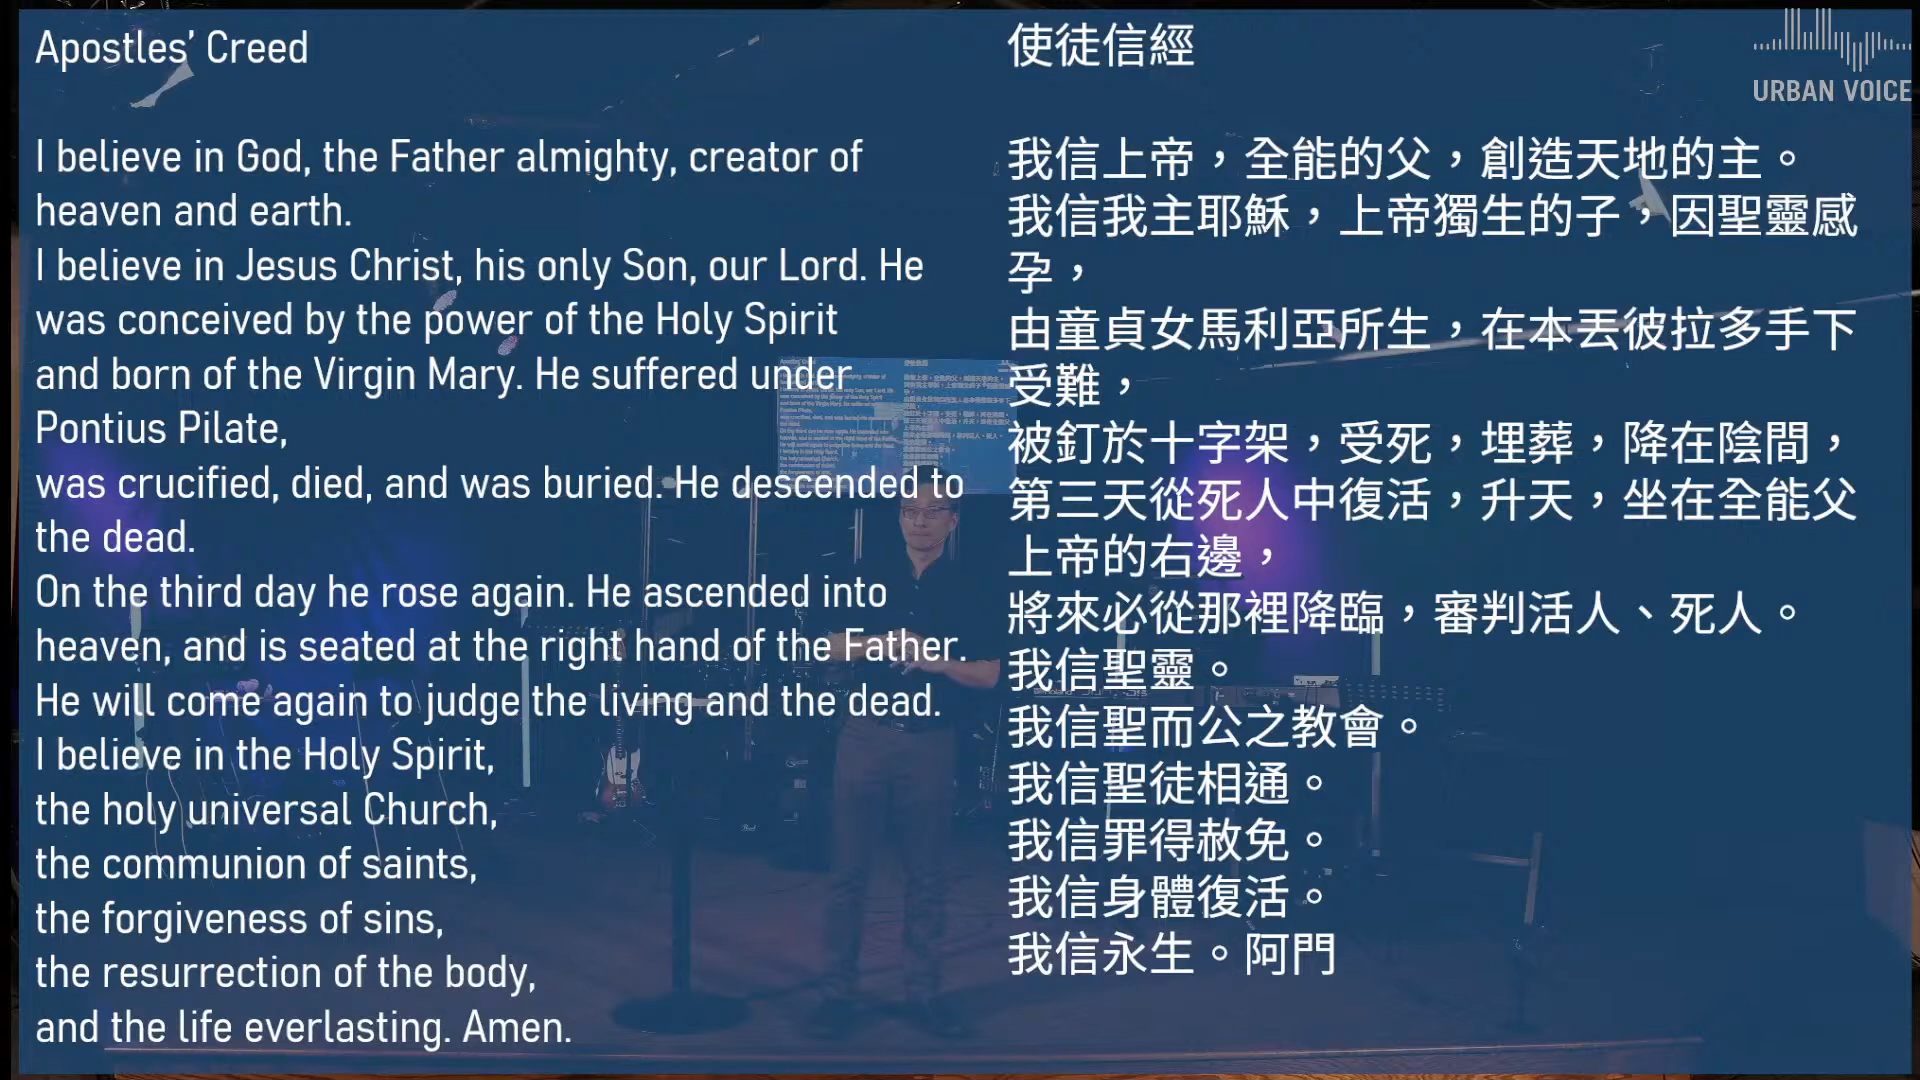 Apostles’ Creed
I believe in God, the Father almighty, creator of
heaven and earth.
I believe in Jesus Christ, his only Son, our Lord. He
was conceived by the power of the Holy Spirit
and born of the Virgin Mary. He suffered under
Pontius Pilate,
was crucified, died, and was buried. He descended to
the dead.
On the third day he rose again. He ascended into
heaven, and is seated at the right hand of the Father.
He will come again to judge the living and the dead.
I believe in the Holy Spirit,
the holy universal Church,
the communion of saints,
the forgiveness of sins,
the resurrection of the body,
and the life everlasting. Amen.
使徒信經
我信上帝，全能的父，創造天地的主。
我信我主耶穌，上帝獨生的子，因聖靈感
孕，
由童貞女馬利亞所生，在本丟彼拉多手下
受難，
被釘於十字架，受死，埋葬，降在陰間，
第三天從死人中復活，升天，坐在全能父
上帝的右邊，
將來必從那裡降臨，審判活人、死人。
我信聖靈。
我信聖而公之教會。
我信聖徒相通。
我信罪得赦免。
我信身體復活。
我信永生。阿門
URBAN VOICE